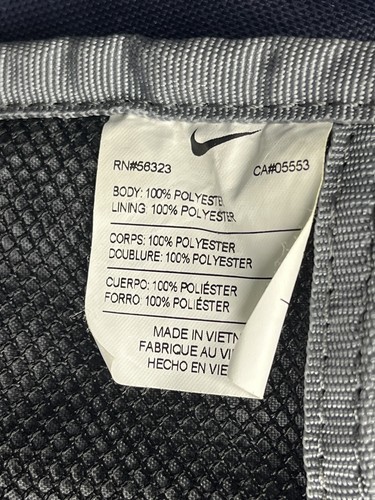 RN#56323 CA#05553
BODY: 100% POLYESTER
LINING: 100% POLYESTER
CORPS: 100% POLYESTER
DOUBLURE: 100% POLYESTER
CUERPO: 100% POLIÉSTER
FORRO: 100% POLIÉSTER
MADE IN VIETN
FABRIQUE AU VI
HECHO EN VIE